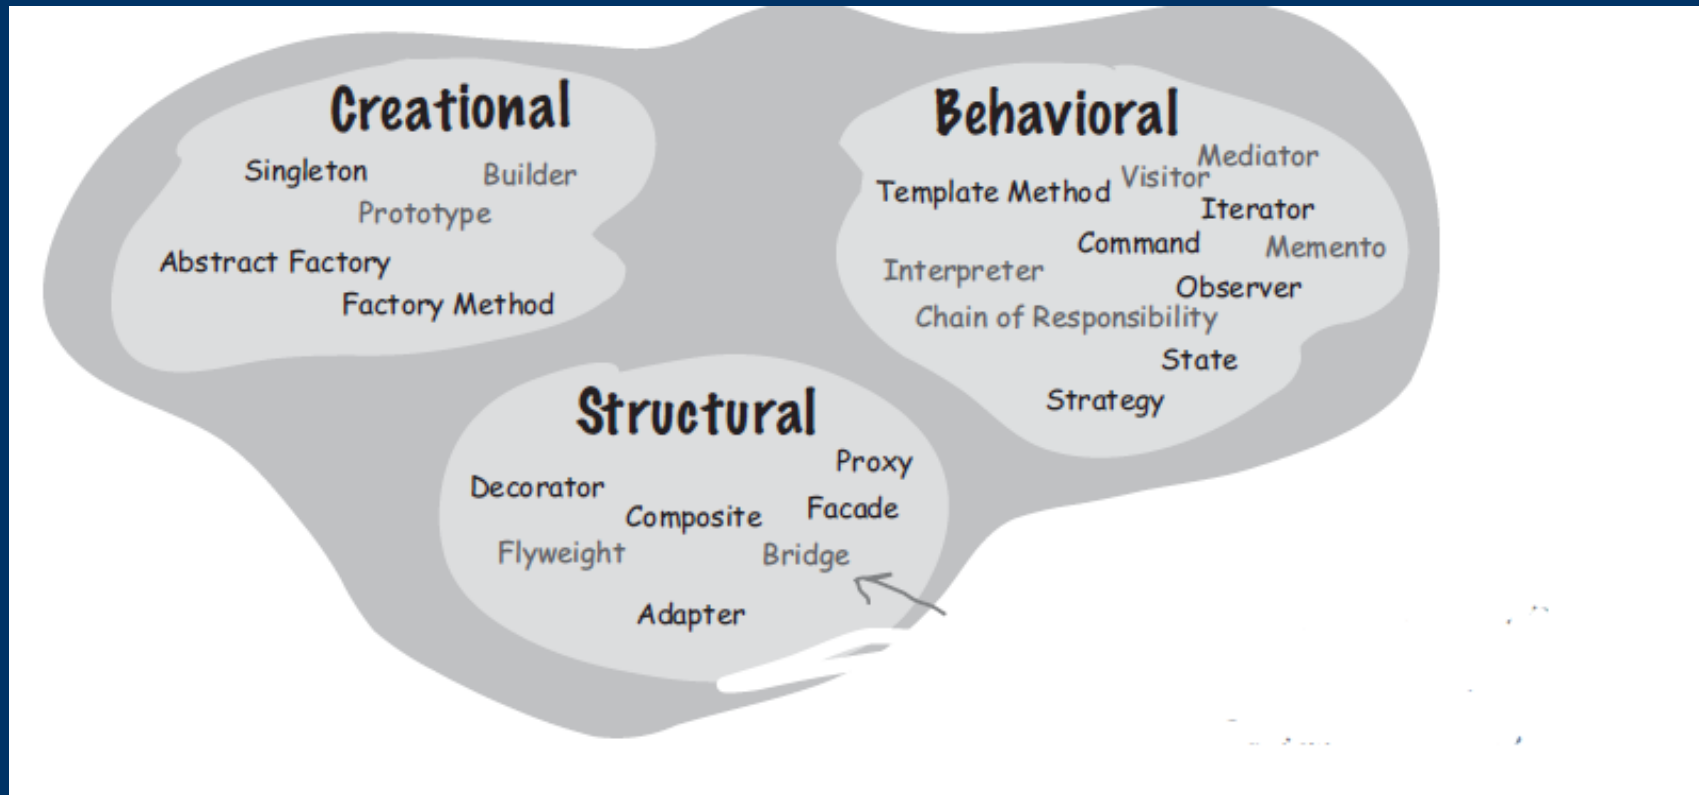 Creational
Singleton
Builder
Prototype
Abstract Factory
Factory Method
Behavioral
Mediator
Visitor
Template Method
Iterator
Command
Memento
Interpreter
Observer
Chain of Responsibility
State
Strategy
Structural
Proxy
Decorator
Facade
Composite
Flyweight
Bridge
Adapter